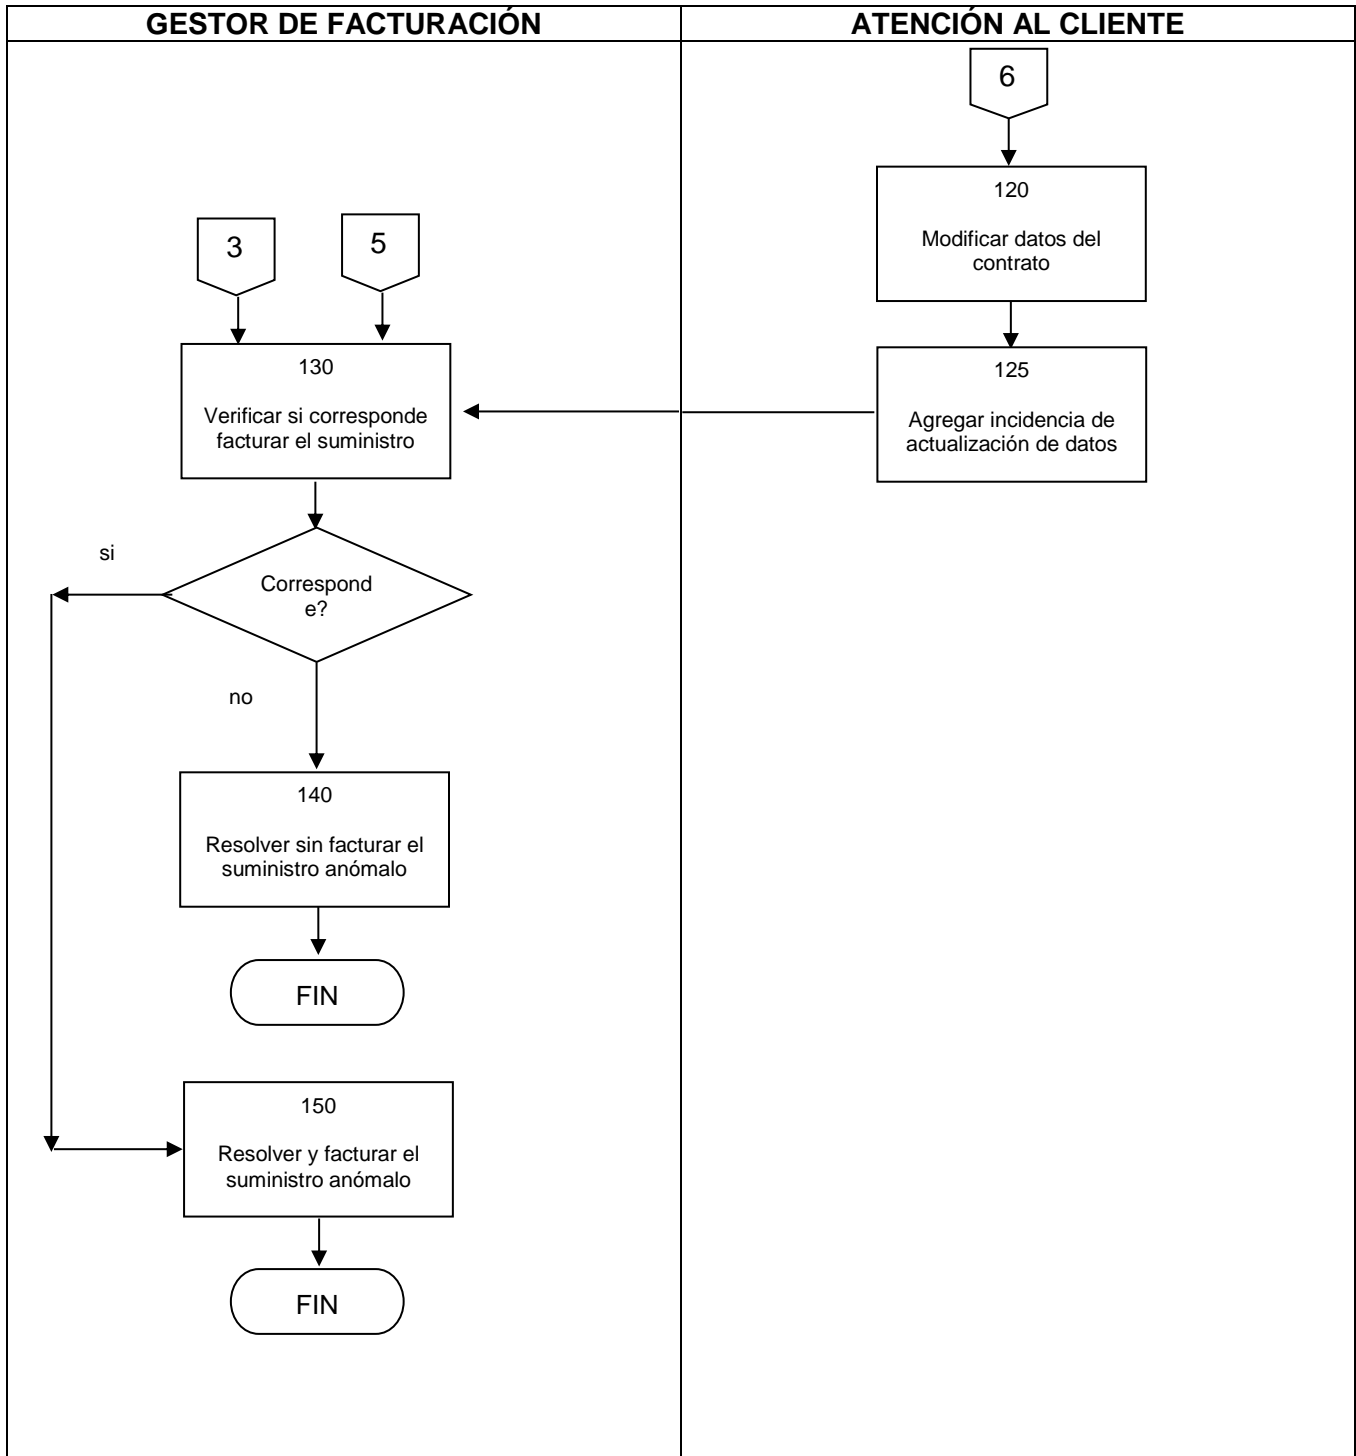 GESTOR DE FACTURACIÓN
ATENCIÓN AL CLIENTE
6
120
Modificar datos del
contrato
3
5
130
Verificar si corresponde
facturar el suministro
125
Agregar incidencia de
actualización de datos
si
Correspond
e?
no
140
Resolver sin facturar el
suministro anómalo
FIN
150
Resolver y facturar el
suministro anómalo
FIN